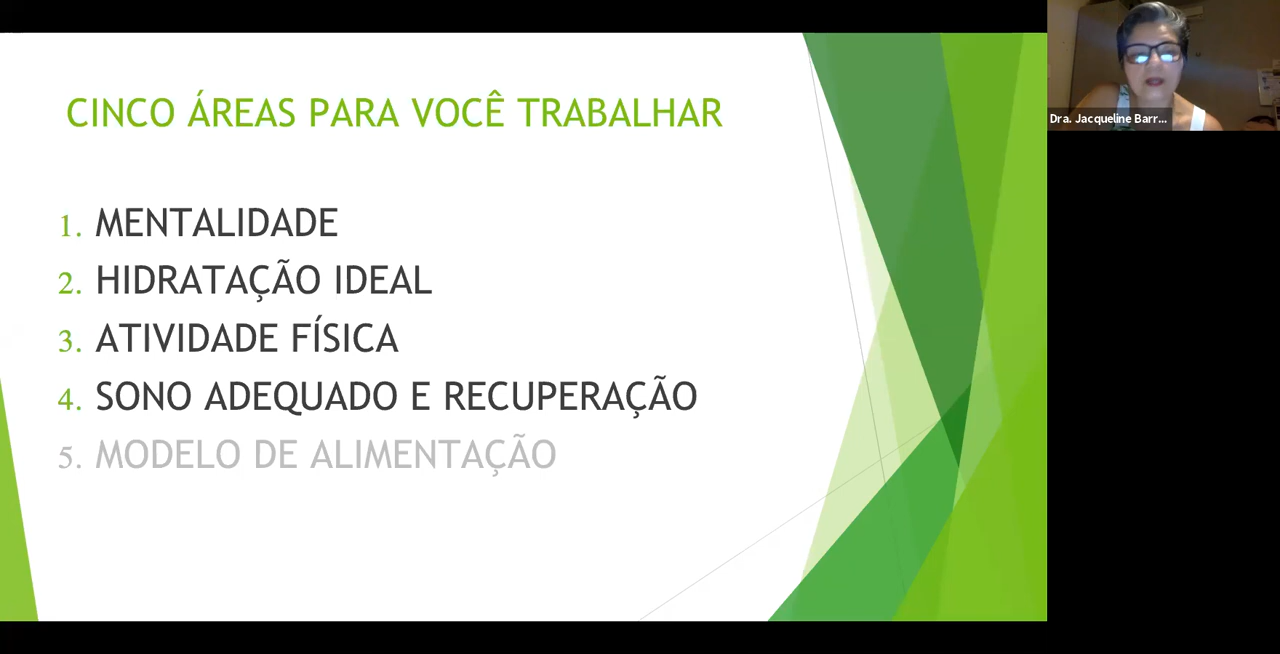 CINCO ÁREAS PARA VOCÊ TRABALHAR
1. MENTALIDADE
2. HIDRATAÇÃO IDEAL
3. ATIVIDADE FÍSICA
4. SONO ADEQUADO E RECUPERAÇÃO
5. MODELO DE ALIMENTAÇÃO
Dra. Jacqueline Barr...